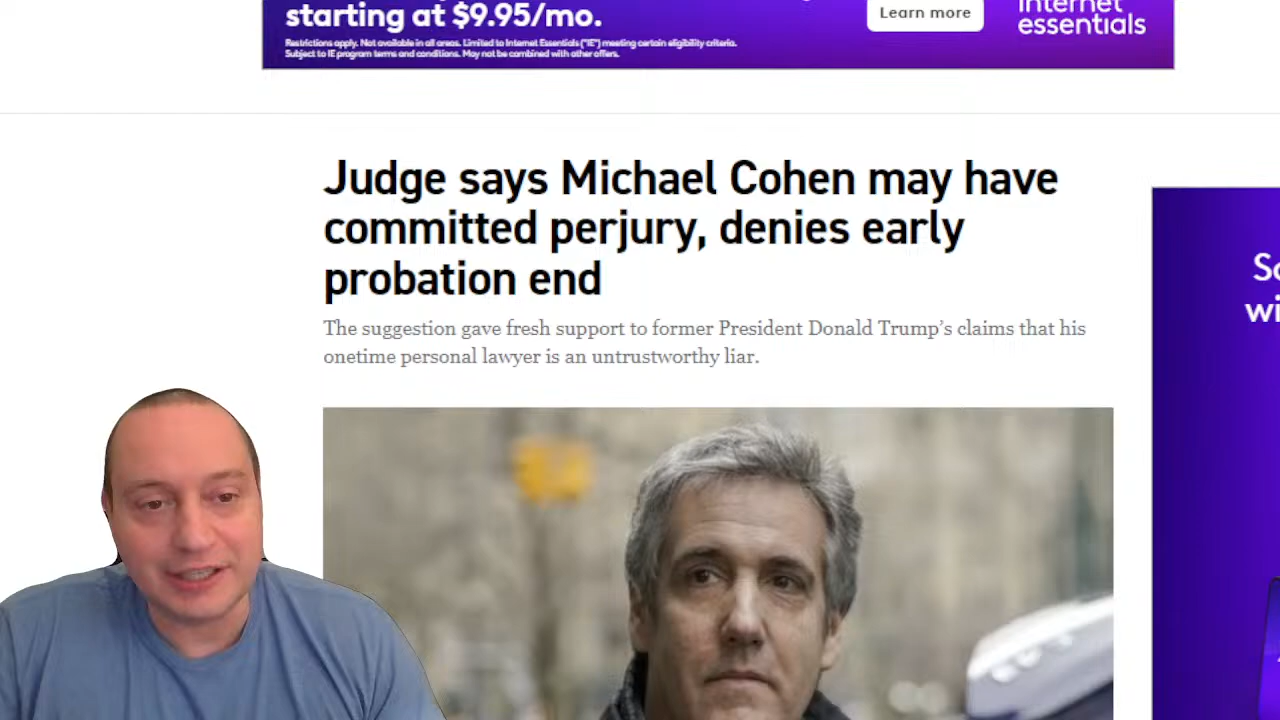 starting at $9.95/mo.
Restrictions apply. Not available in all areas. Limited to Internet Essentials ("IE") meeting certain eligibility criteria.
Subject to IE program terms and conditions. May not be combined with other offers.
Learn more
internet
essentials
Judge says Michael Cohen may have
committed perjury, denies early
probation end
The suggestion gave fresh support to former President Donald Trump’s claims that his
onetime personal lawyer is an untrustworthy liar.